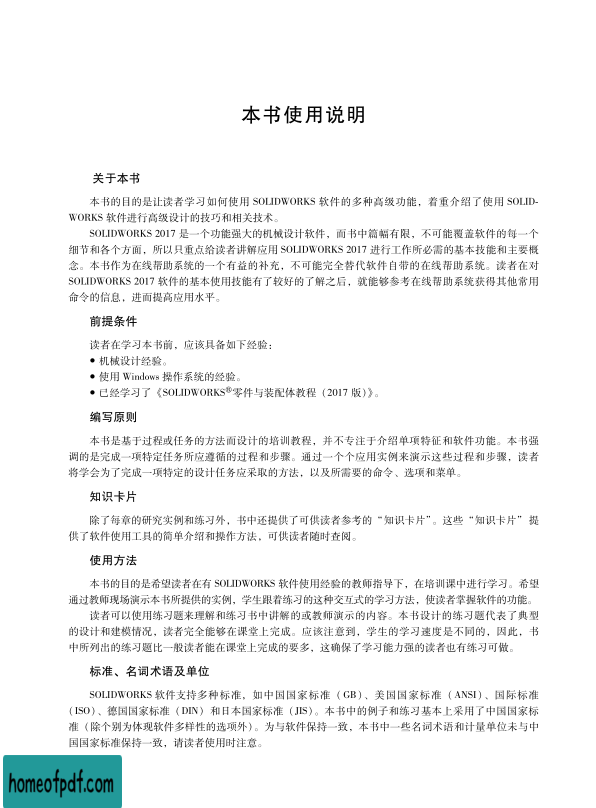 本书使用说明
关于本书
本书的目的是让读者学习如何使用 SOLIDWORKS 软件的多种高级功能，着重介绍了使用 SOLID-
WORKS 软件进行高级设计的技巧和相关技术。
SOLIDWORKS 2017 是一个功能强大的机械设计软件，而书中篇幅有限，不可能覆盖软件的每一个
细节和各个方面，所以只重点给读者讲解应用 SOLIDWORKS 2017 进行工作所必需的基本技能和主要概
念。本书作为在线帮助系统的一个有益的补充，不可能完全替代软件自带的在线帮助系统。读者在对
SOLIDWORKS 2017 软件的基本使用技能有了较好的了解之后，就能够参考在线帮助系统获得其他常用
命令的信息，进而提高应用水平。
前提条件
读者在学习本书前，应该具备如下经验：
● 机械设计经验。
● 使用 Windows 操作系统的经验。
● 已经学习了《SOLIDWORKS®零件与装配体教程（2017 版）》。
编写原则
本书是基于过程或任务的方法而设计的培训教程，并不专注于介绍单项特征和软件功能。本书强
调的是完成一项特定任务所应遵循的过程和步骤。通过一个个应用实例来演示这些过程和步骤，读者
将学会为了完成一项特定的设计任务应采取的方法，以及所需要的命令、选项和菜单。
知识卡片
除了每章的研究实例和练习外，书中还提供了可供读者参考的“知识卡片”。这些“知识卡片”提
供了软件使用工具的简单介绍和操作方法，可供读者随时查阅。
使用方法
本书的目的是希望读者在有 SOLIDWORKS 软件使用经验的教师指导下，在培训课中进行学习。希望
通过教师现场演示本书所提供的实例，学生跟着练习的这种交互式的学习方法，使读者掌握软件的功能。
读者可以使用练习题来理解和练习书中讲解的或教师演示的内容。本书设计的练习题代表了典型
的设计和建模情况，读者完全能够在课堂上完成。应该注意到，学生的学习速度是不同的，因此，书
中所列出的练习题比一般读者能在课堂上完成的要多，这确保了学习能力强的读者也有练习可做。
标准、名词术语及单位
SOLIDWORKS 软件支持多种标准，如中国国家标准（GB）、美国国家标准（ANSI）、国际标准
（ISO）、德国国家标准（DIN）和日本国家标准（JIS）。本书中的例子和练习基本上采用了中国国家标
准（除个别为体现软件多样性的选项外）。为与软件保持一致，本书中一些名词术语和计量单位未与中
国国家标准保持一致，请读者使用时注意。
homeofpdf.com